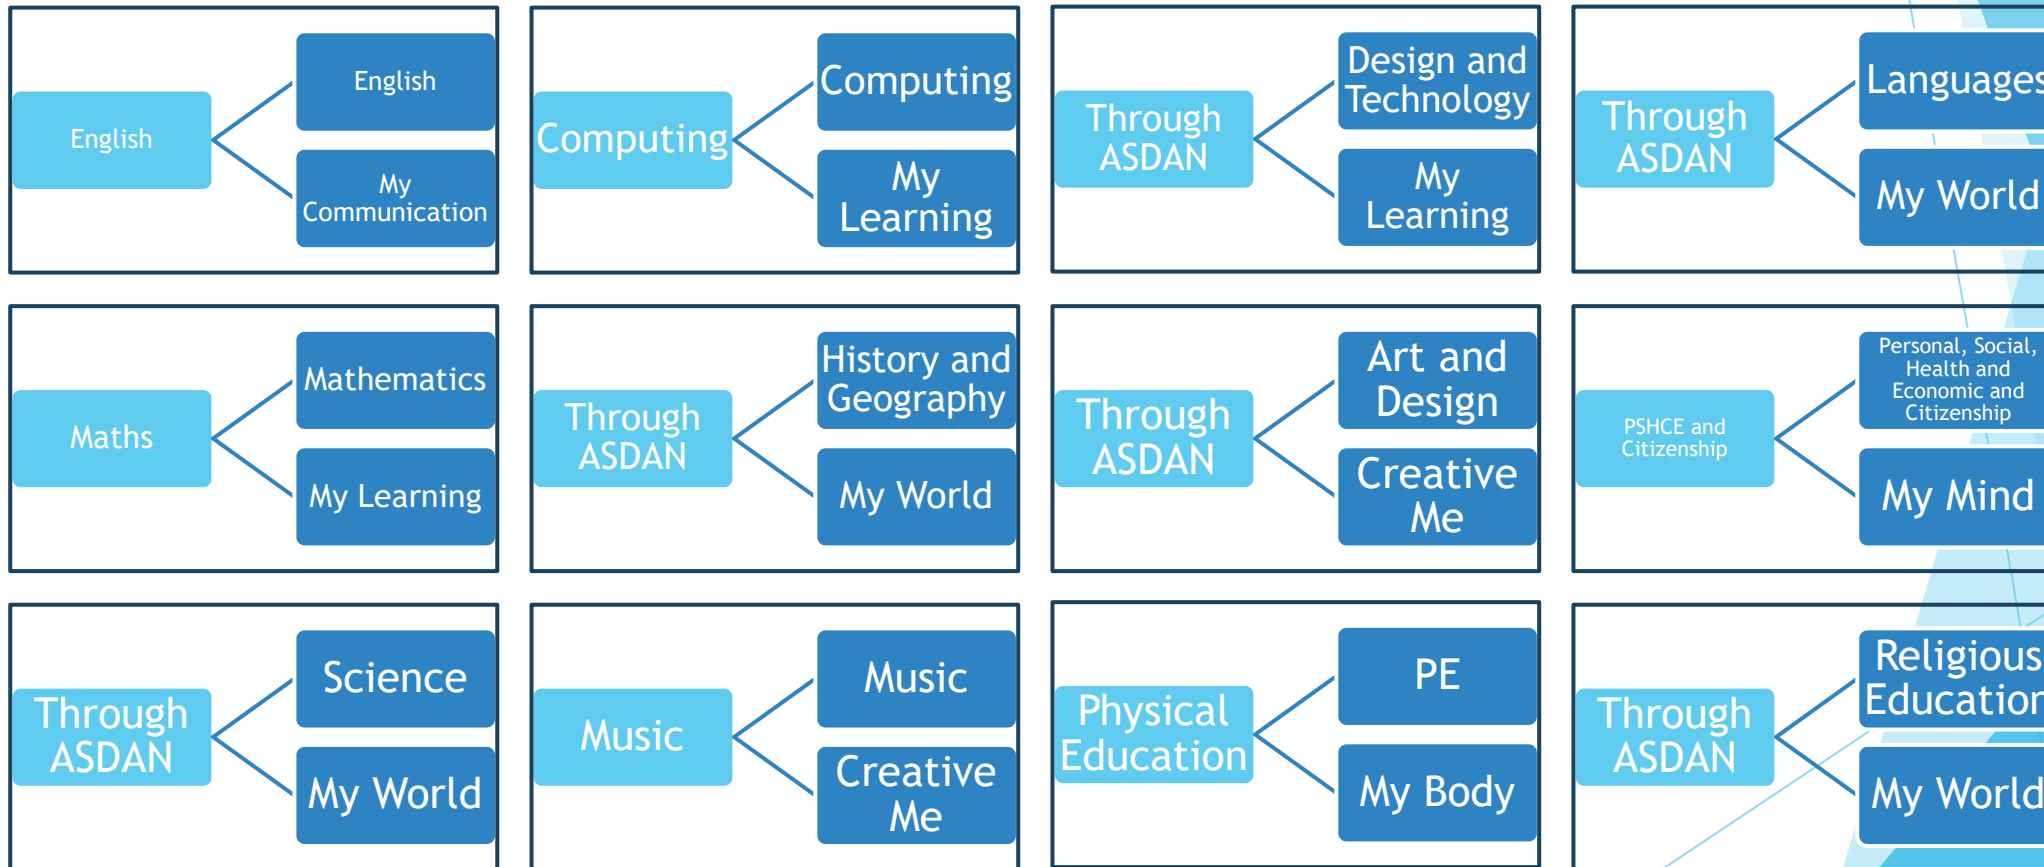 English
English
My
Communication
Computing
Computing
My
Learning
Through
ASDAN
Design and
Technology
My
Learning
Through
ASDAN
Languages
My World
Maths
Mathematics
My Learning
Through
ASDAN
History and
Geography
My World
Through
ASDAN
Art and
Design
Creative
Me
PSHCE and
Citizenship
Personal, Social,
Health and
Economic and
Citizenship
My Mind
Through
ASDAN
Science
My World
Music
Music
Creative
Me
Physical
Education
PE
My Body
Through
ASDAN
Religious
Education
My World